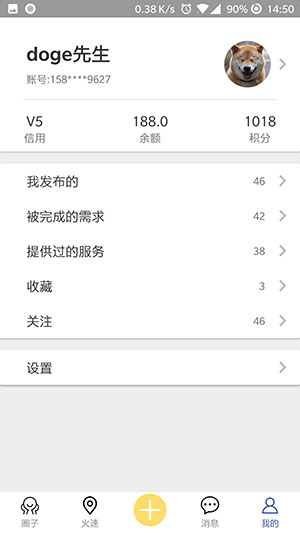 0.38 K/s 90% 14:50
doge先生
账号:158****9627
V5 188.0 1018
信用 余额 积分
我发布的 46
被完成的需求 42
提供过的服务 38
收藏 3
关注 46
设置
圈子 火速 消息 我的